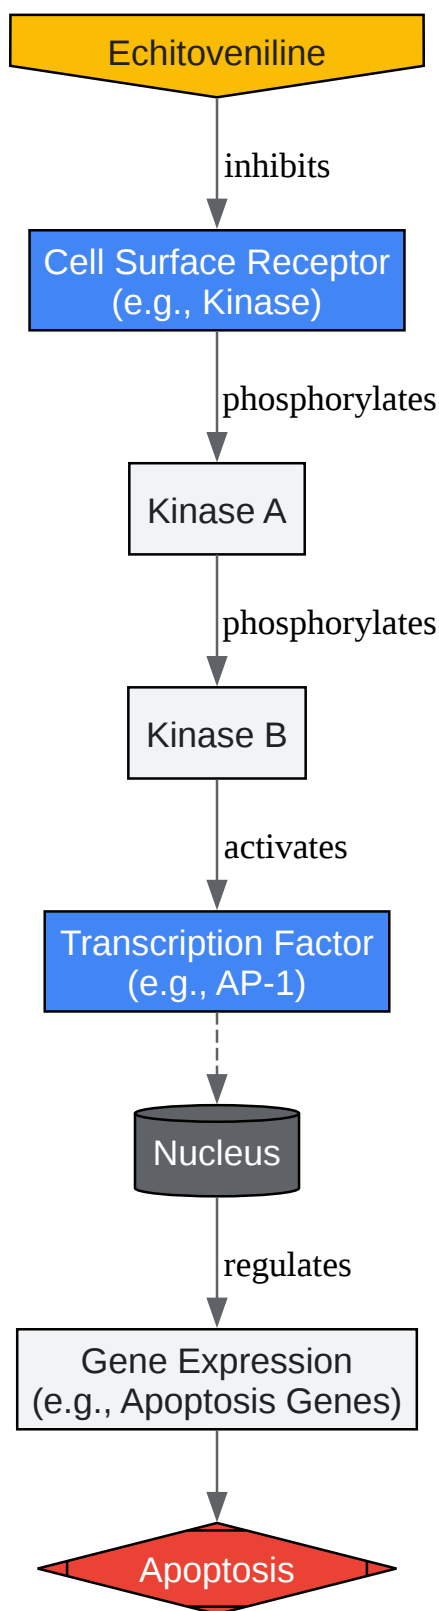 Echitoveniline
inhibits
Cell Surface Receptor
(e.g., Kinase)
phosphorylates
Kinase A
phosphorylates
Kinase B
activates
Transcription Factor
(e.g., AP-1)
Nucleus
regulates
Gene Expression
(e.g., Apoptosis Genes)
Apoptosis